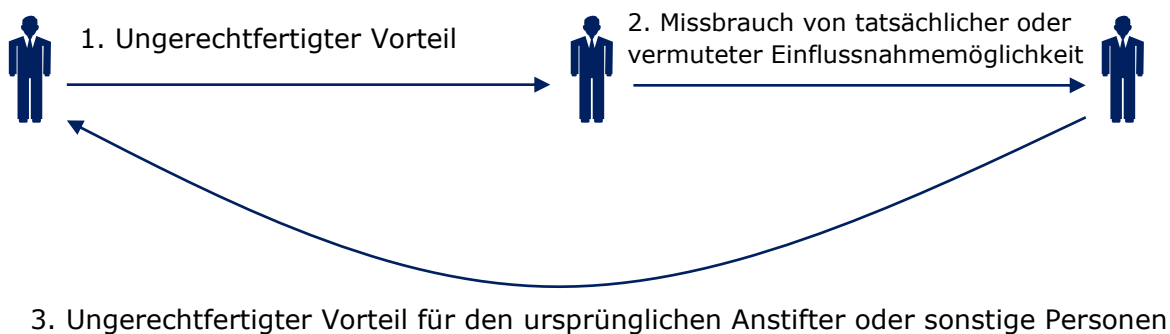 1. Ungerechtfertigter Vorteil
2. Missbrauch von tatsächlicher oder
vermuteter Einflussnahmemöglichkeit
3. Ungerechtfertigter Vorteil für den ursprünglichen Anstifter oder sonstige Personen